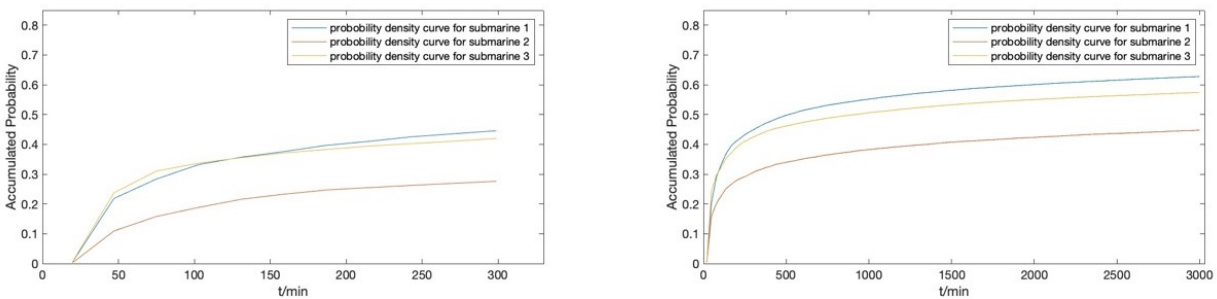 0.8
0.7
0.6
0.5
0.4
0.3
0.2
0.1
0
Accumulated Probability
probobility density curve for submarine 1
probobility density curve for submarine 2
probobility density curve for submarine 3
0 50 100 150 200 250 300
t/min
0.8
0.7
0.6
0.5
0.4
0.3
0.2
0.1
0
Accumulated Probability
probobility density curve for submarine 1
probobility density curve for submarine 2
probobility density curve for submarine 3
0 500 1000 1500 2000 2500 3000
t/min